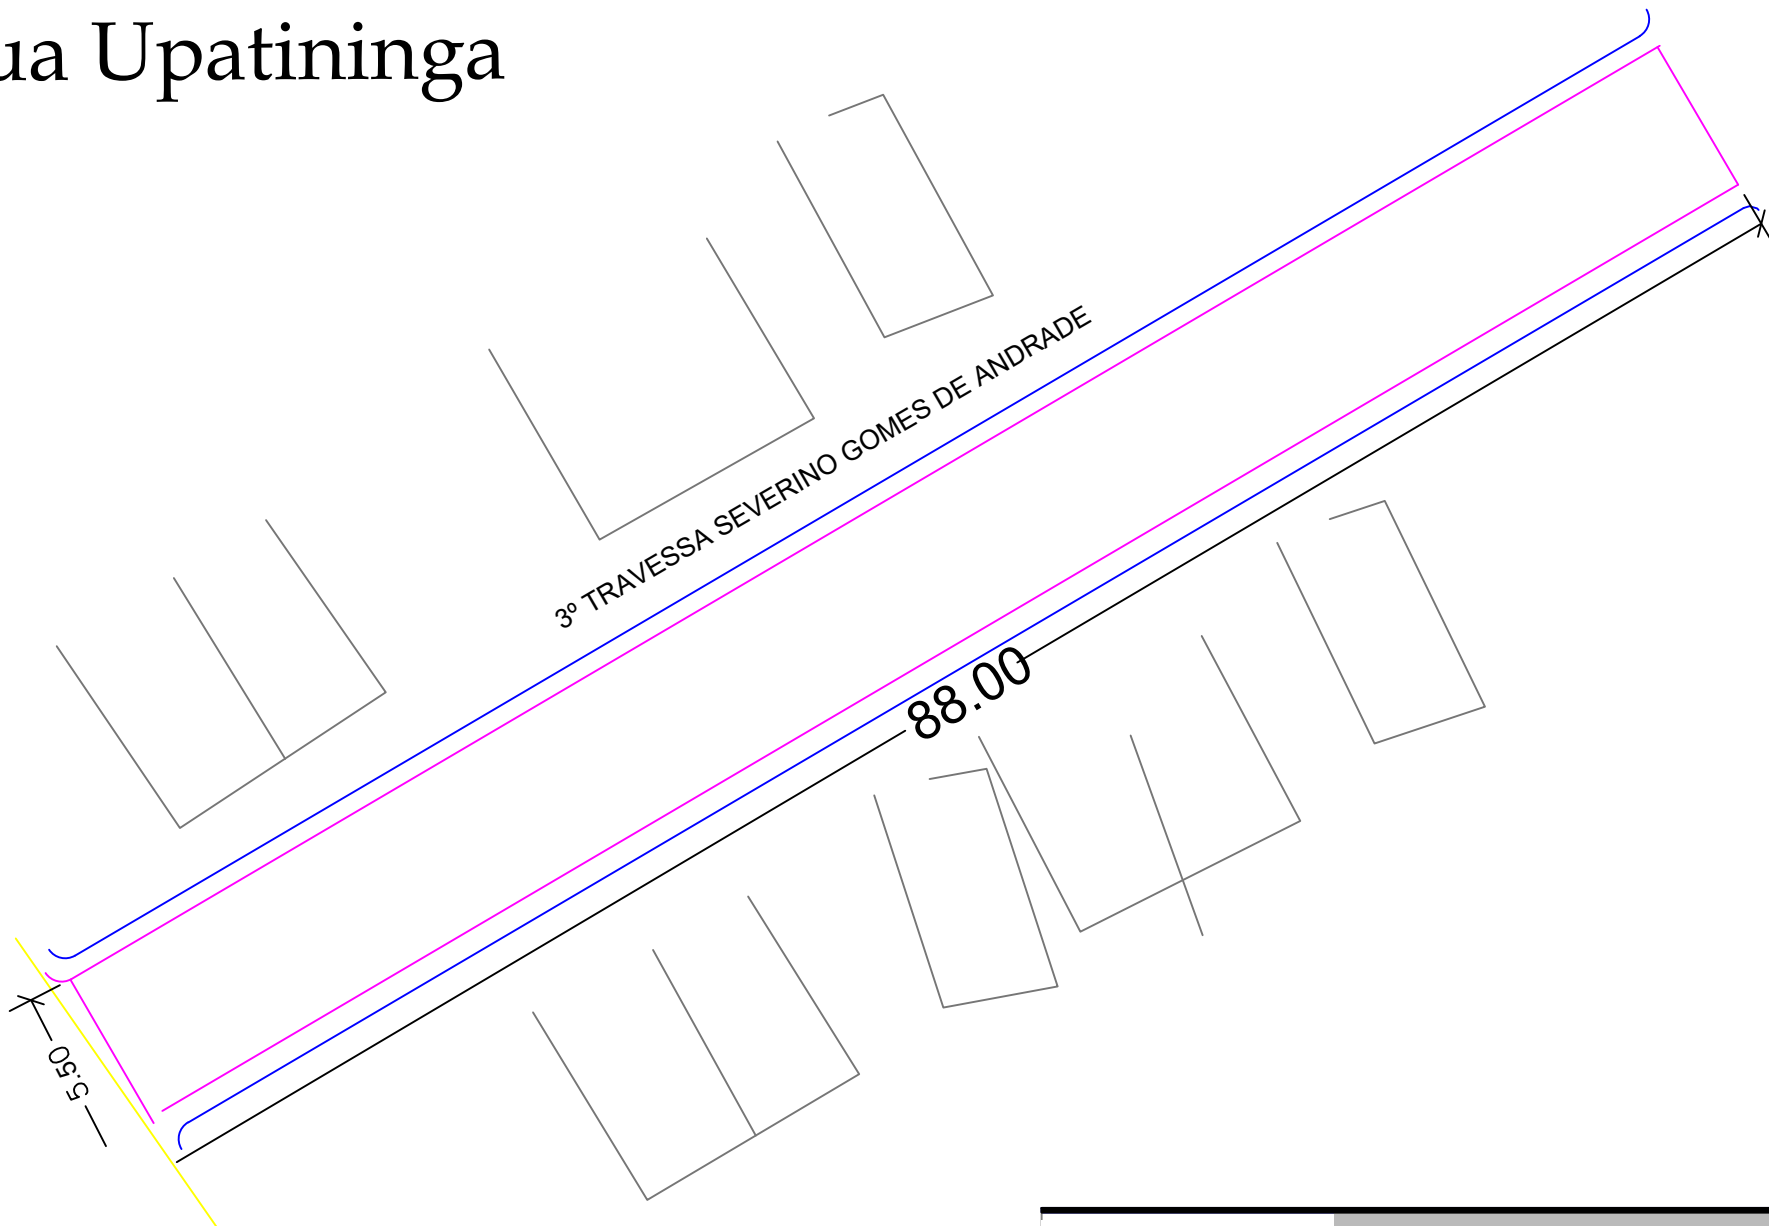 ua Upatininga
3º TRAVESSA SEVERINO GOMES DE ANDRADE
88.00
5.50